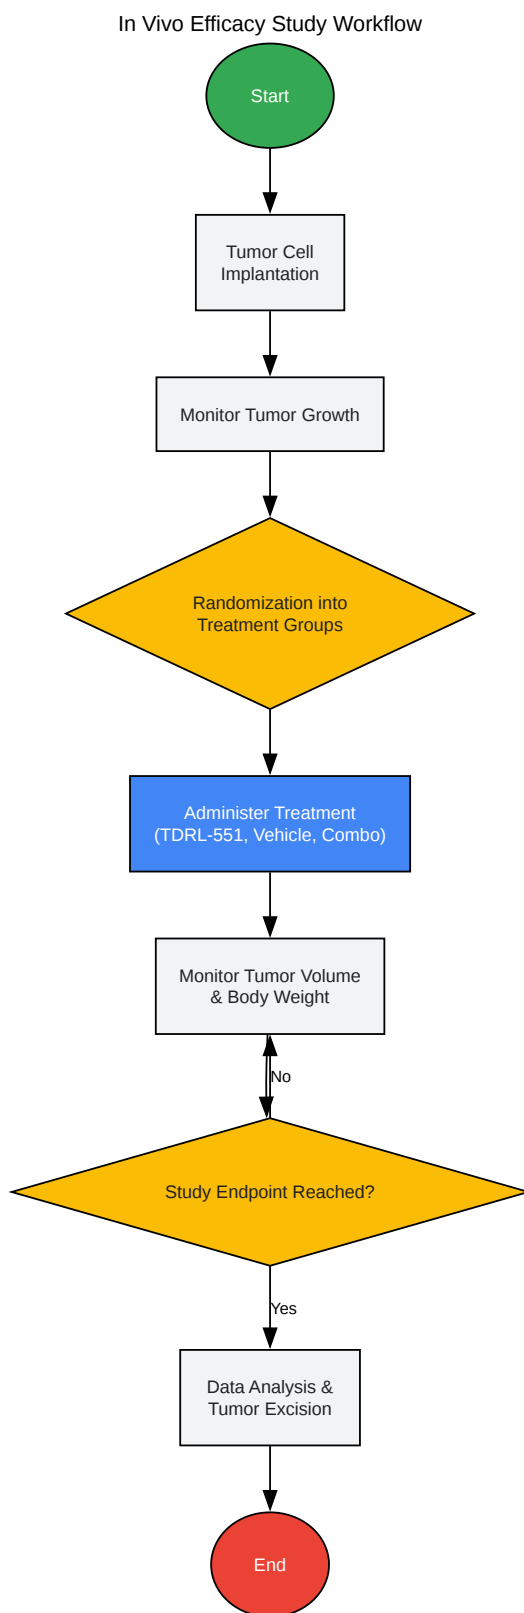 In Vivo Efficacy Study Workflow
Start
Tumor Cell
Implantation
Monitor Tumor Growth
Randomization into
Treatment Groups
Administer Treatment
(TDRL-551, Vehicle, Combo)
Monitor Tumor Volume
& Body Weight
No
Study Endpoint Reached?
Yes
Data Analysis &
Tumor Excision
End